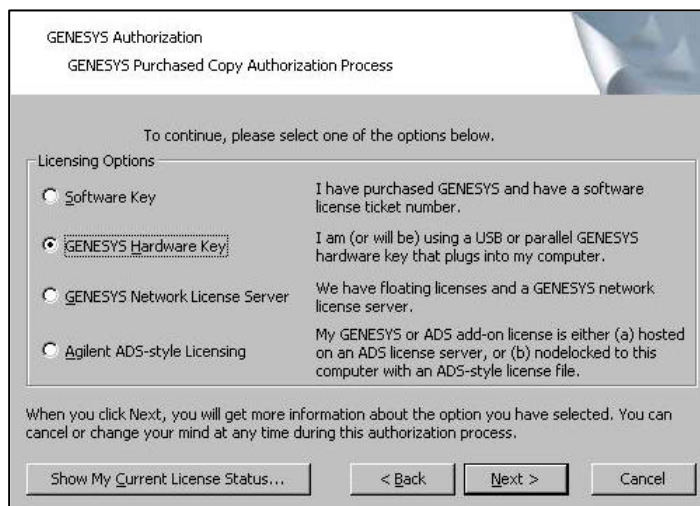 GENESYS Authorization
GENESYS Purchased Copy Authorization Process
To continue, please select one of the options below.
Licensing Options
Software Key
I have purchased GENESYS and have a software
license ticket number.
GENESYS Hardware Key
I am (or will be) using a USB or parallel GENESYS
hardware key that plugs into my computer.
GENESYS Network License Server
We have floating licenses and a GENESYS network
license server.
Agilent ADS-style Licensing
My GENESYS or ADS add-on license is either (a) hosted
on an ADS license server, or (b) nodelocked to this
computer with an ADS-style license file.
When you click Next, you will get more information about the option you have selected. You can
cancel or change your mind at any time during this authorization process.
Show My Current License Status...
< Back
Next >
Cancel